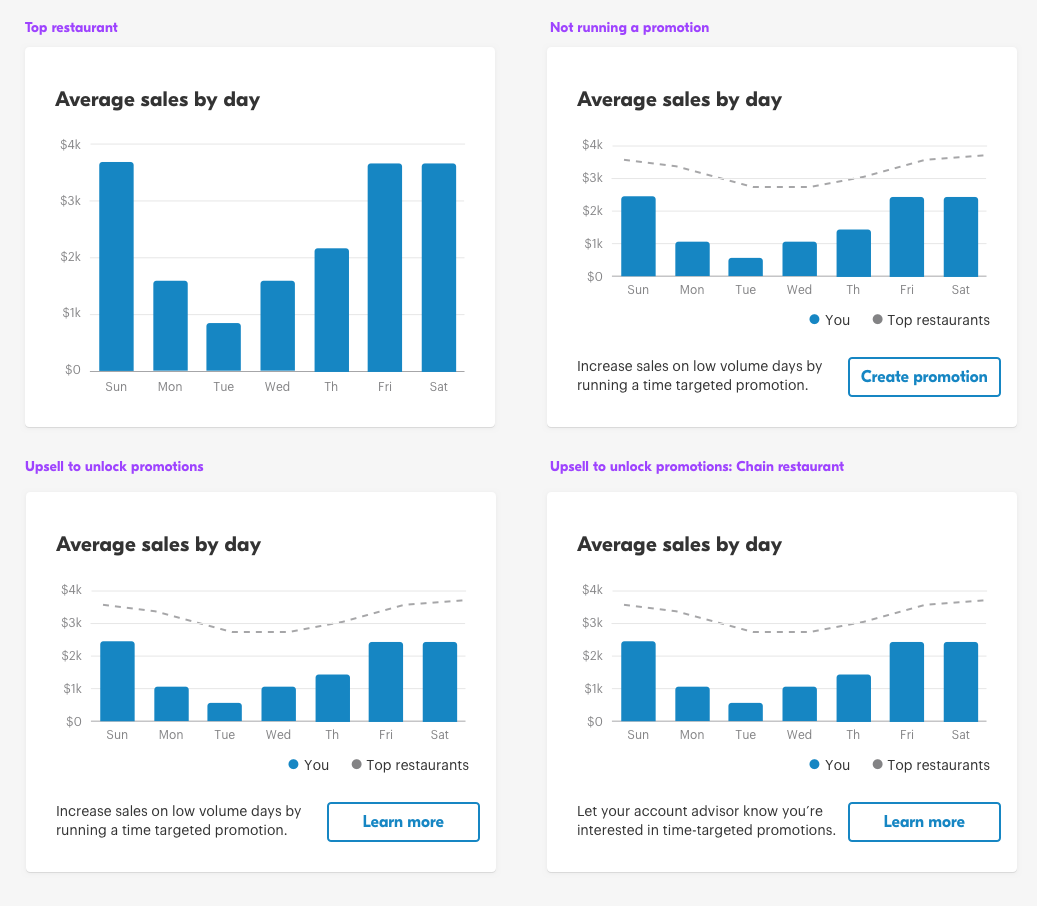 Top restaurant
Average sales by day
$4k
$3k
$2k
$1k
$0
Sun Mon Tue Wed Th Fri Sat
Not running a promotion
Average sales by day
$4k
$3k
$2k
$1k
$0
Sun Mon Tue Wed Th Fri Sat
You Top restaurants
Increase sales on low volume days by
running a time targeted promotion.
Create promotion
Upsell to unlock promotions
Average sales by day
$4k
$3k
$2k
$1k
$0
Sun Mon Tue Wed Th Fri Sat
You Top restaurants
Increase sales on low volume days by
running a time targeted promotion.
Learn more
Upsell to unlock promotions: Chain restaurant
Average sales by day
$4k
$3k
$2k
$1k
$0
Sun Mon Tue Wed Th Fri Sat
You Top restaurants
Let your account advisor know you’re
interested in time-targeted promotions.
Learn more